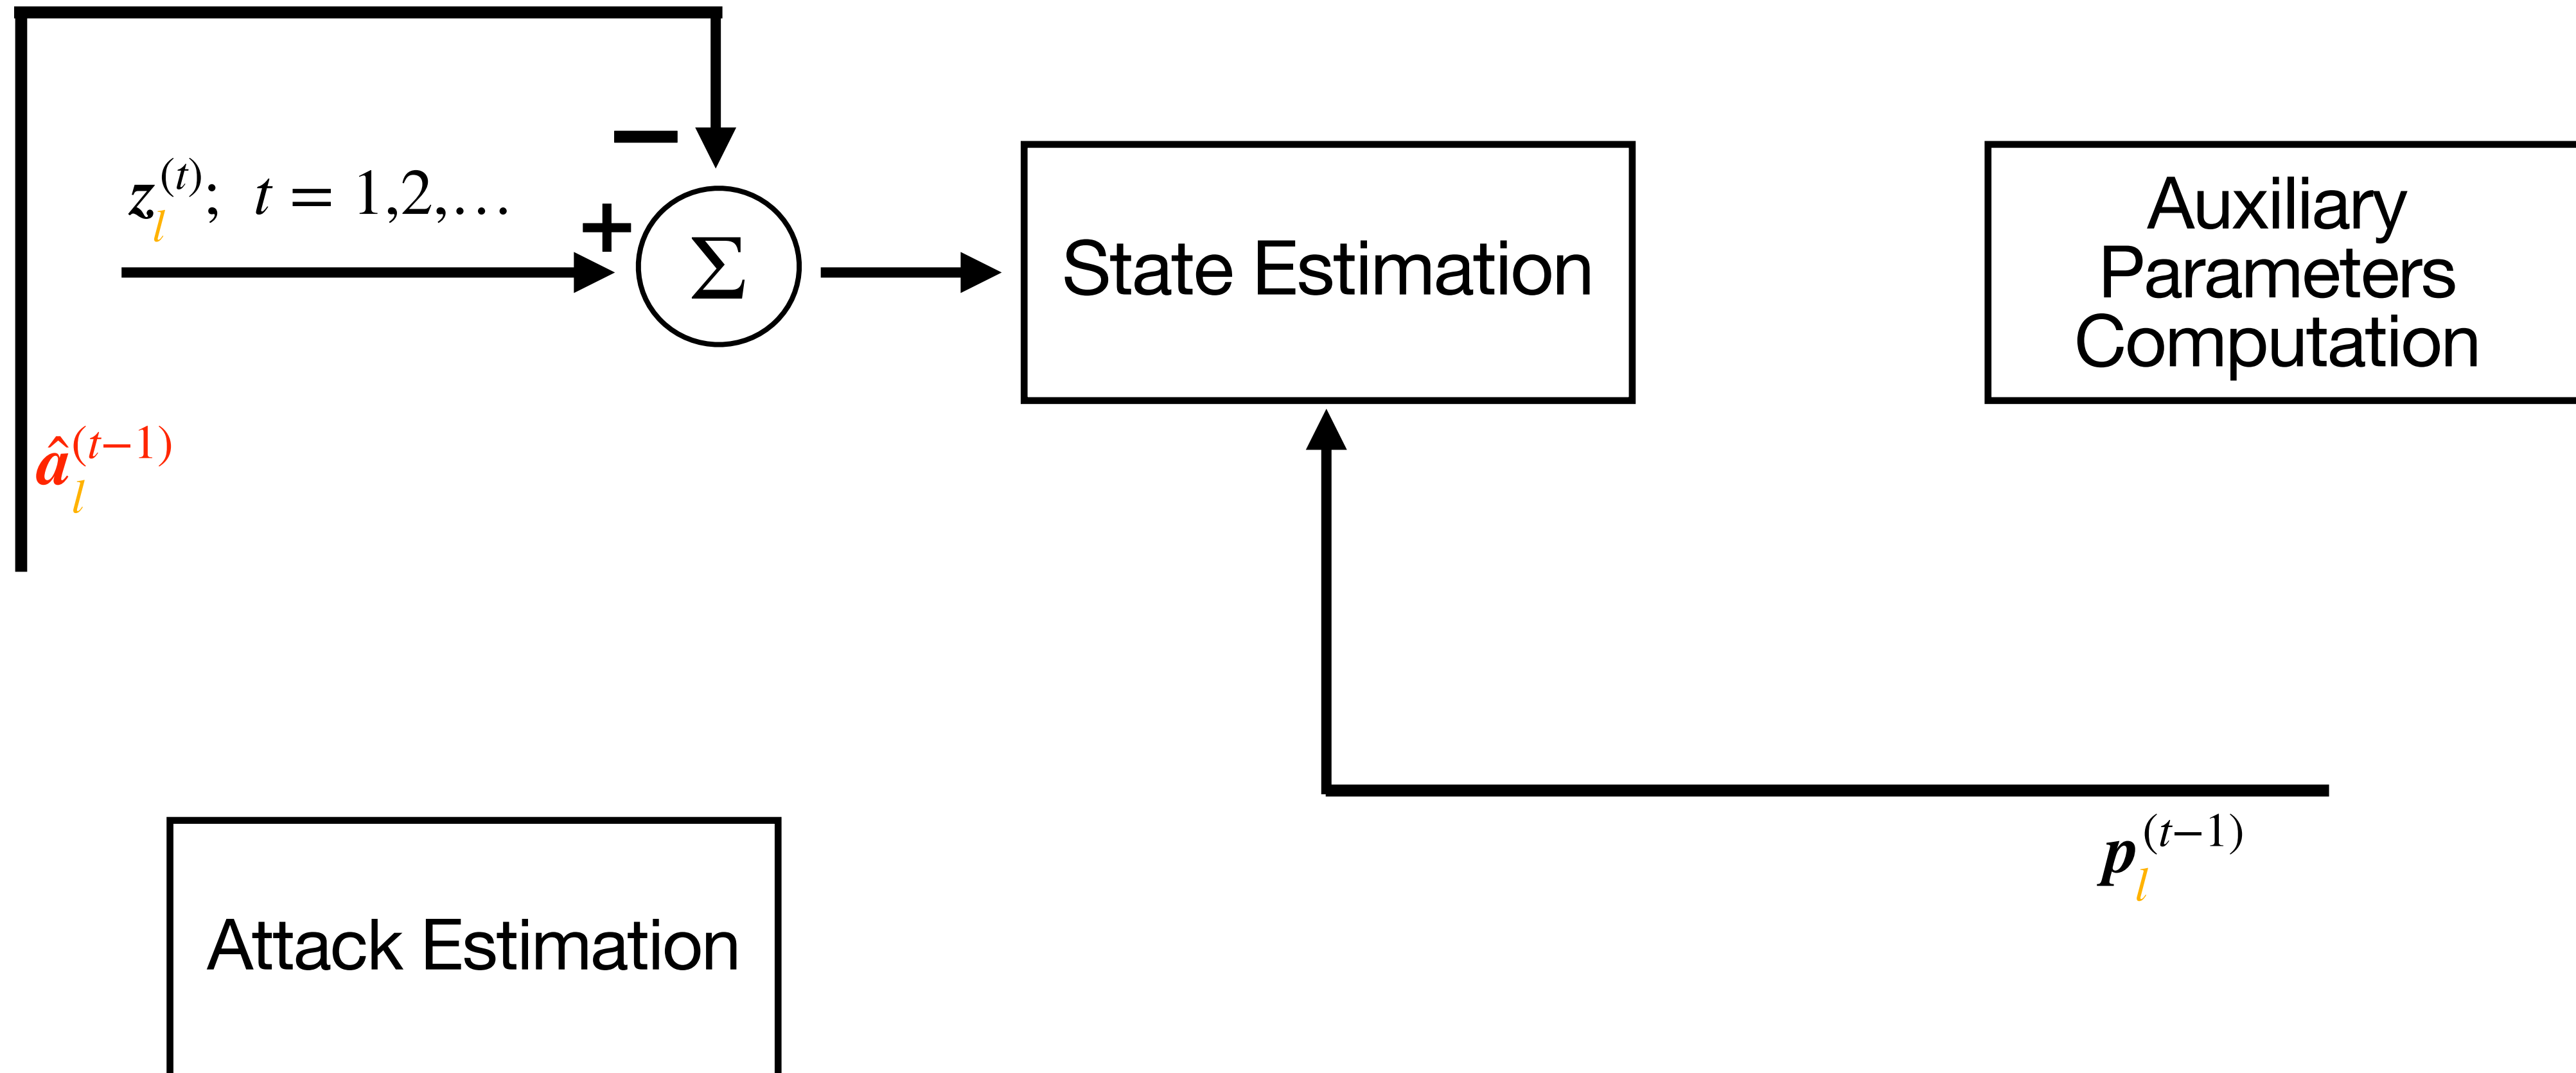 −
z_l^(t); t = 1,2,…
+
Σ
State Estimation
Auxiliary
Parameters
Computation
â_l^(t−1)
p_l^(t−1)
Attack Estimation